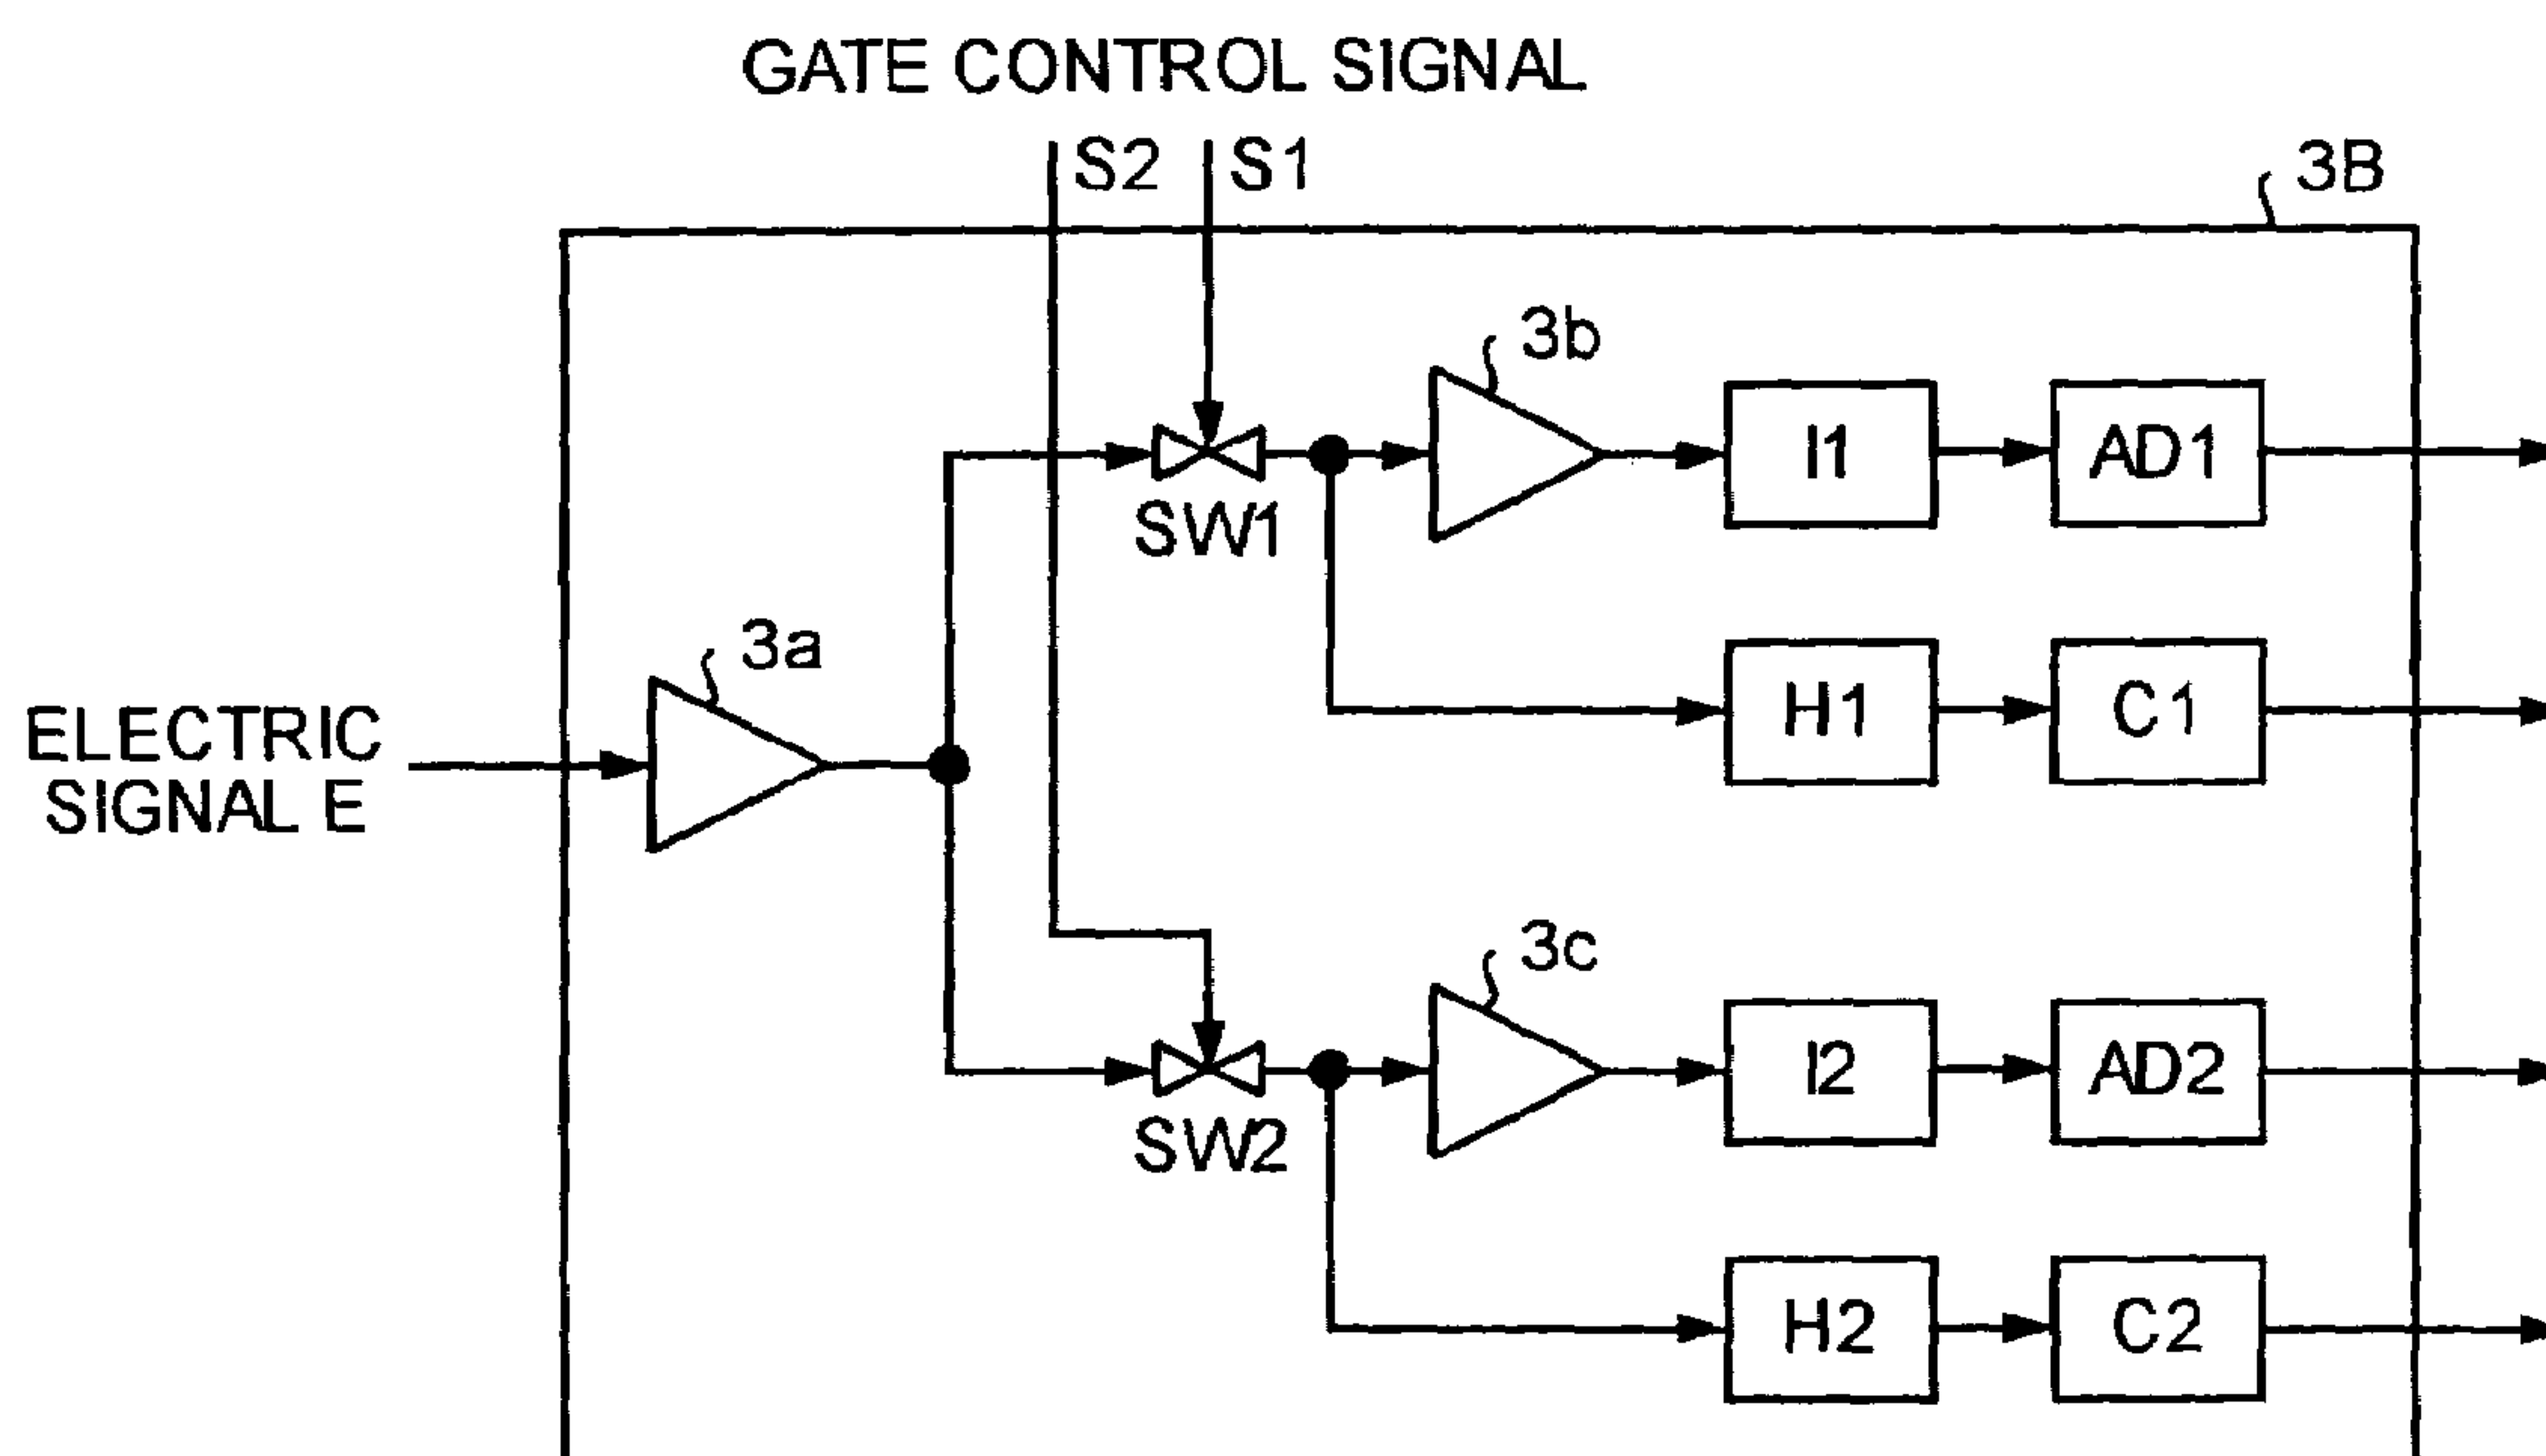 GATE CONTROL SIGNAL
S2 S1
3B
3b
I1 AD1
SW1
3a
H1 C1
ELECTRIC
SIGNAL E
3c
I2 AD2
SW2
H2 C2